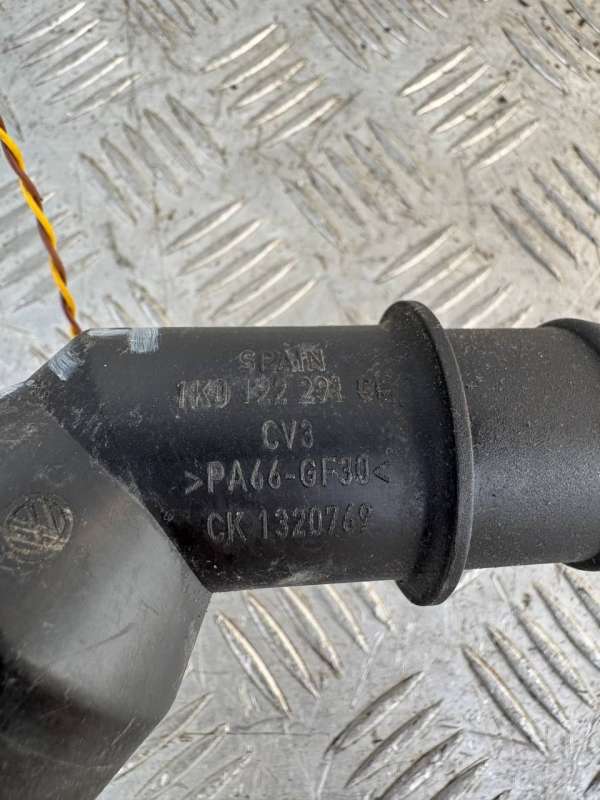 SPAIN
1K0 122 291
CV3
>PA66-GF30<
CK 1320769